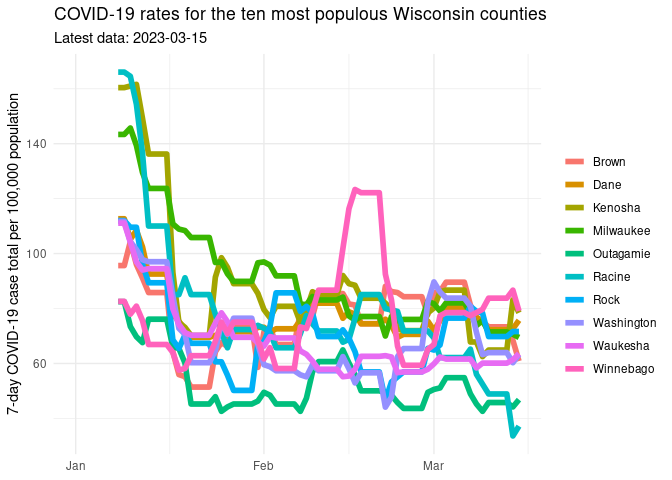 COVID-19 rates for the ten most populous Wisconsin counties
Latest data: 2023-03-15
7-day COVID-19 case total per 100,000 population
140
100
60
Jan
Feb
Mar
Brown
Dane
Kenosha
Milwaukee
Outagamie
Racine
Rock
Washington
Waukesha
Winnebago